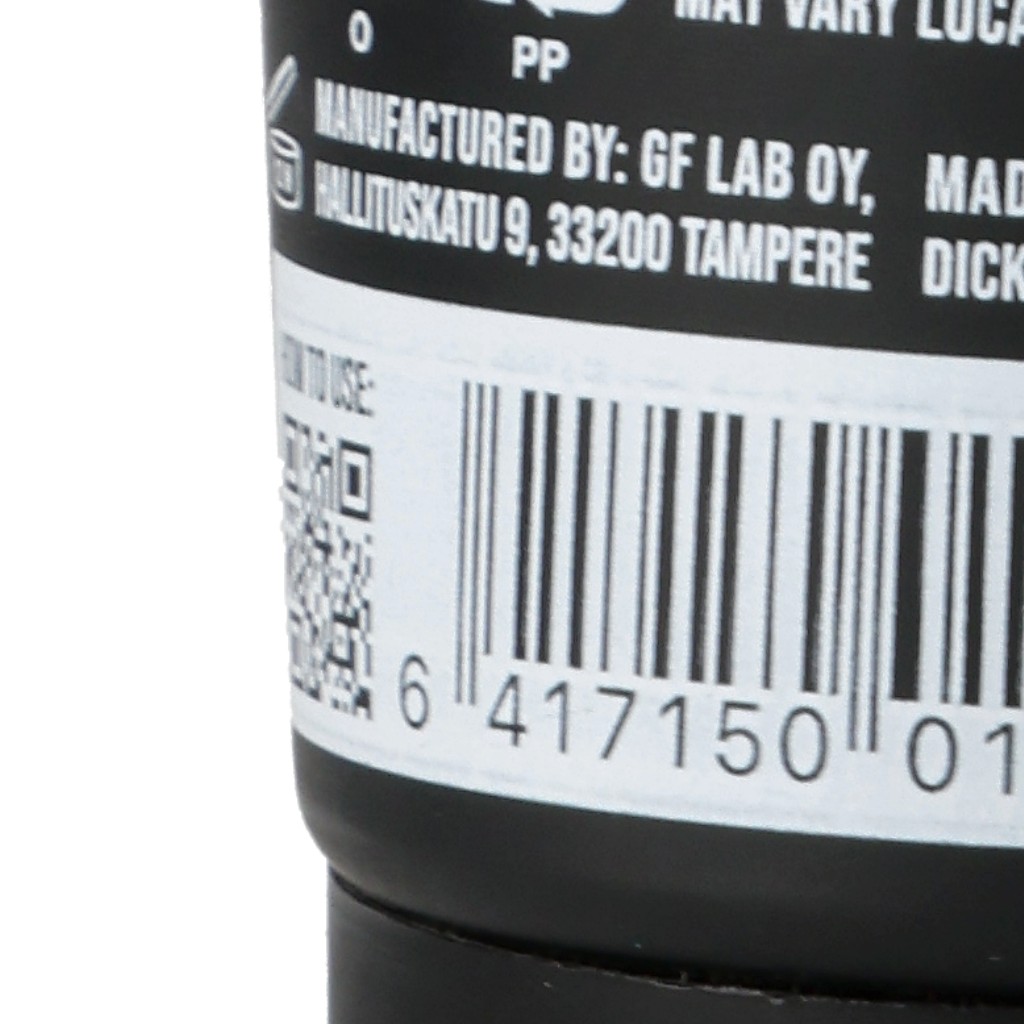 MAY VARY LOCA
O
PP
MANUFACTURED BY: GF LAB OY,
HALLITUSKATU 9, 33200 TAMPERE
MAD
DICK
HOW TO USE:
6 417150 01